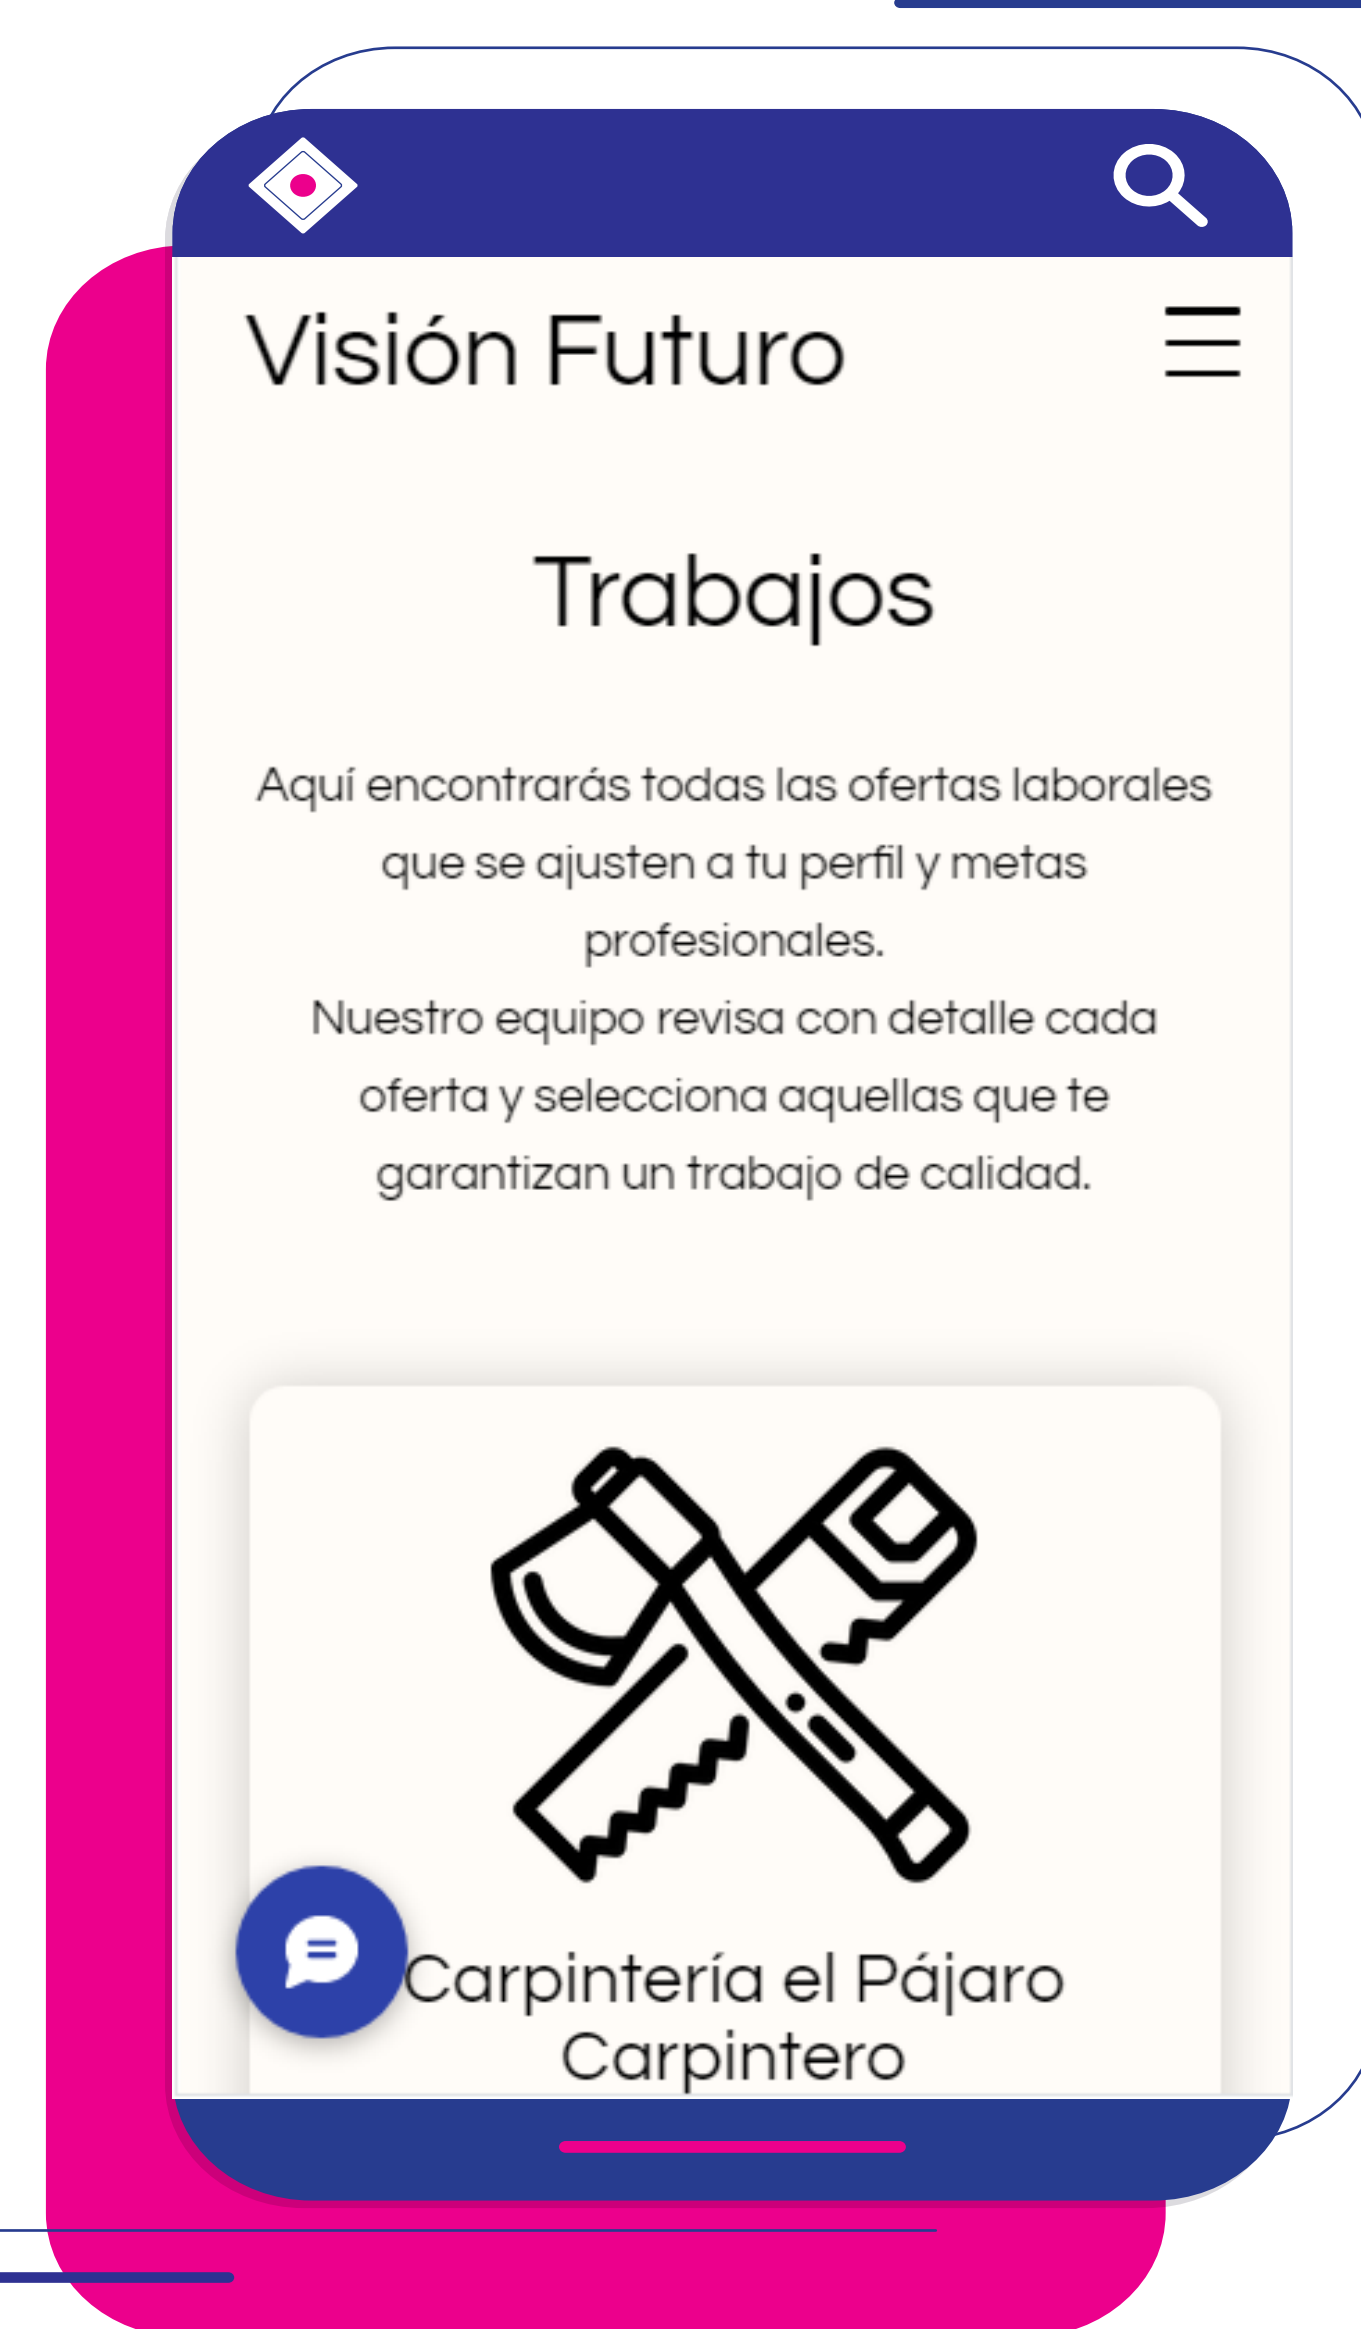 Visión Futuro
Trabajos
Aquí encontrarás todas las ofertas laborales
que se ajusten a tu perfil y metas
profesionales.
Nuestro equipo revisa con detalle cada
oferta y selecciona aquellas que te
garantizan un trabajo de calidad.
Carpintería el Pájaro
Carpintero